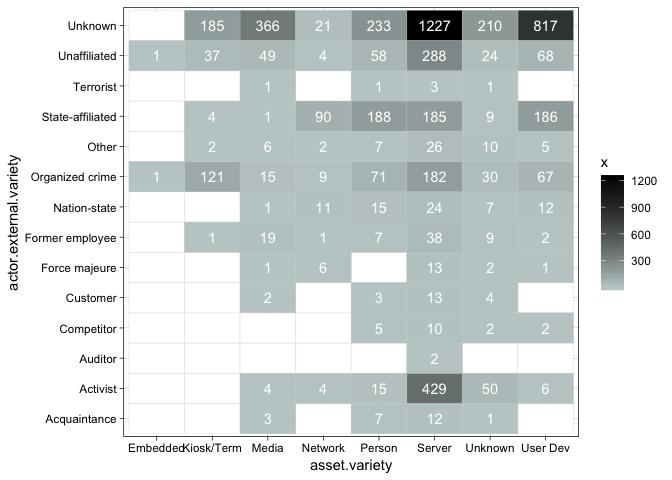 Unknown 185 366 21 233 1227 210 817
Unaffiliated 1 37 49 4 58 288 24 68
Terrorist 1 1 3 1
State-affiliated 4 1 90 188 185 9 186
Other 2 6 2 7 26 10 5
Organized crime 1 121 15 9 71 182 30 67
Nation-state 1 11 15 24 7 12
Former employee 1 19 1 7 38 9 2
Force majeure 1 6 13 2 1
Customer 2 3 13 4
Competitor 5 10 2 2
Auditor 2
Activist 4 4 15 429 50 6
Acquaintance 3 7 12 1
Embedded Kiosk/Term Media Network Person Server Unknown User Dev
asset.variety
actor.external.variety
x
1200
900
600
300